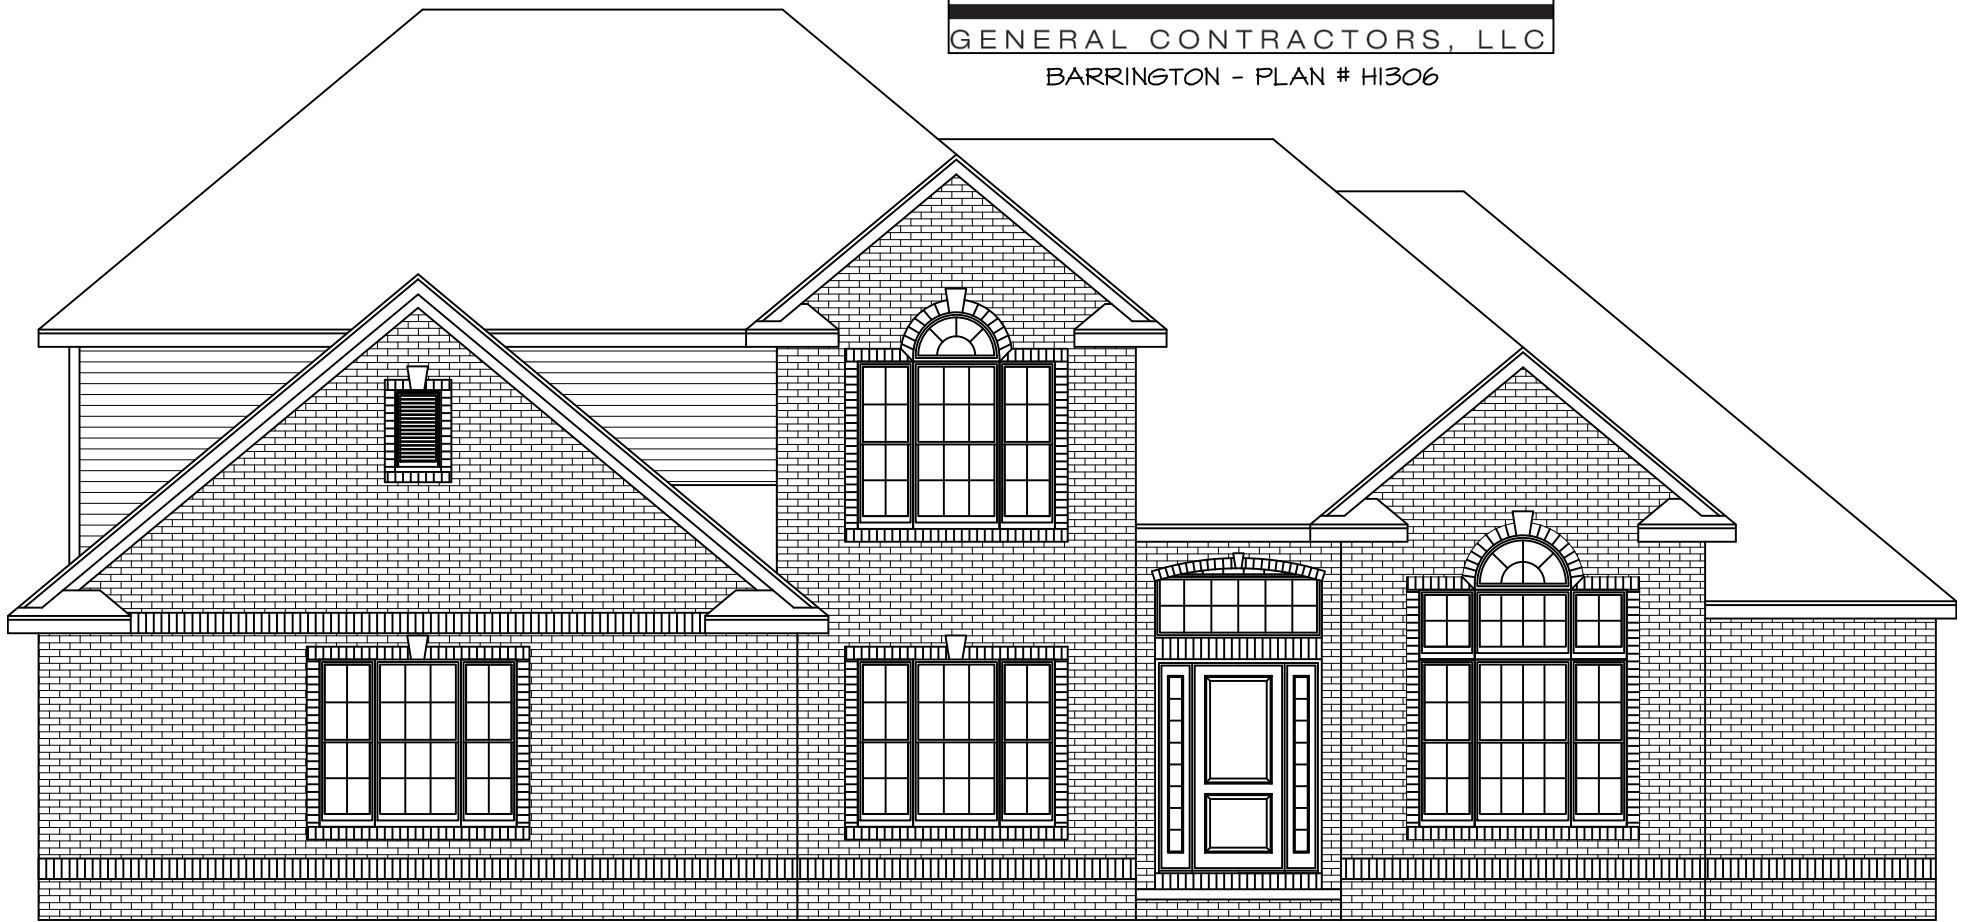 GENERAL CONTRACTORS, LLC
BARRINGTON - PLAN # H1306